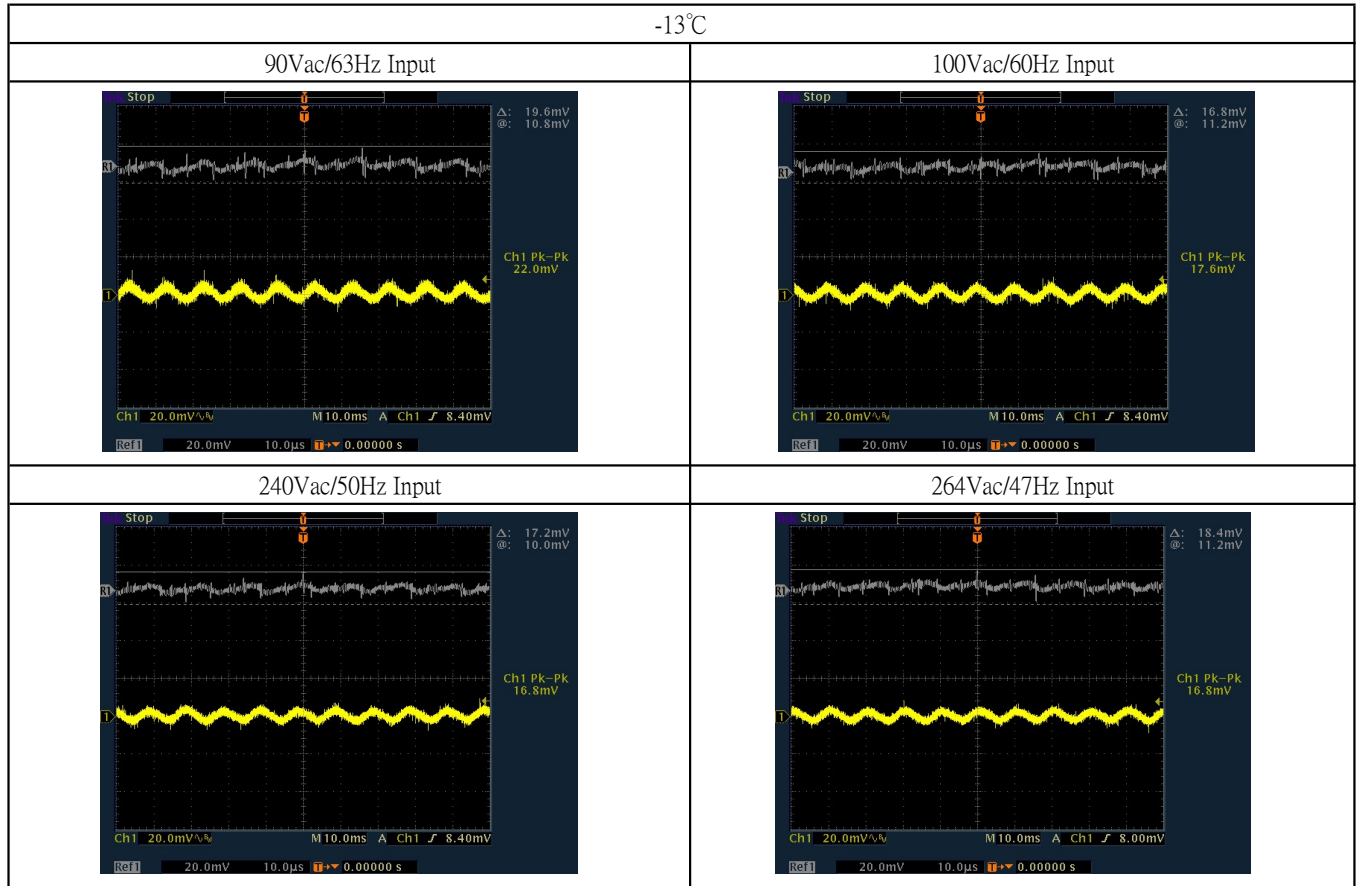 -13℃
90Vac/63Hz Input
100Vac/60Hz Input
Stop
T
T
Δ: 19.6mV
@: 10.8mV
R1
Ch1 Pk-Pk
22.0mV
1
Ch1 20.0mV
M 10.0ms A Ch1 8.40mV
Ref1 20.0mV 10.0µs T 0.00000 s
Stop
T
T
Δ: 16.8mV
@: 11.2mV
R1
Ch1 Pk-Pk
17.6mV
1
Ch1 20.0mV
M 10.0ms A Ch1 8.40mV
Ref1 20.0mV 10.0µs T 0.00000 s
240Vac/50Hz Input
264Vac/47Hz Input
Stop
T
T
Δ: 17.2mV
@: 10.0mV
R1
Ch1 Pk-Pk
16.8mV
1
Ch1 20.0mV
M 10.0ms A Ch1 8.40mV
Ref1 20.0mV 10.0µs T 0.00000 s
Stop
T
T
Δ: 18.4mV
@: 11.2mV
R1
Ch1 Pk-Pk
16.8mV
1
Ch1 20.0mV
M 10.0ms A Ch1 8.00mV
Ref1 20.0mV 10.0µs T 0.00000 s